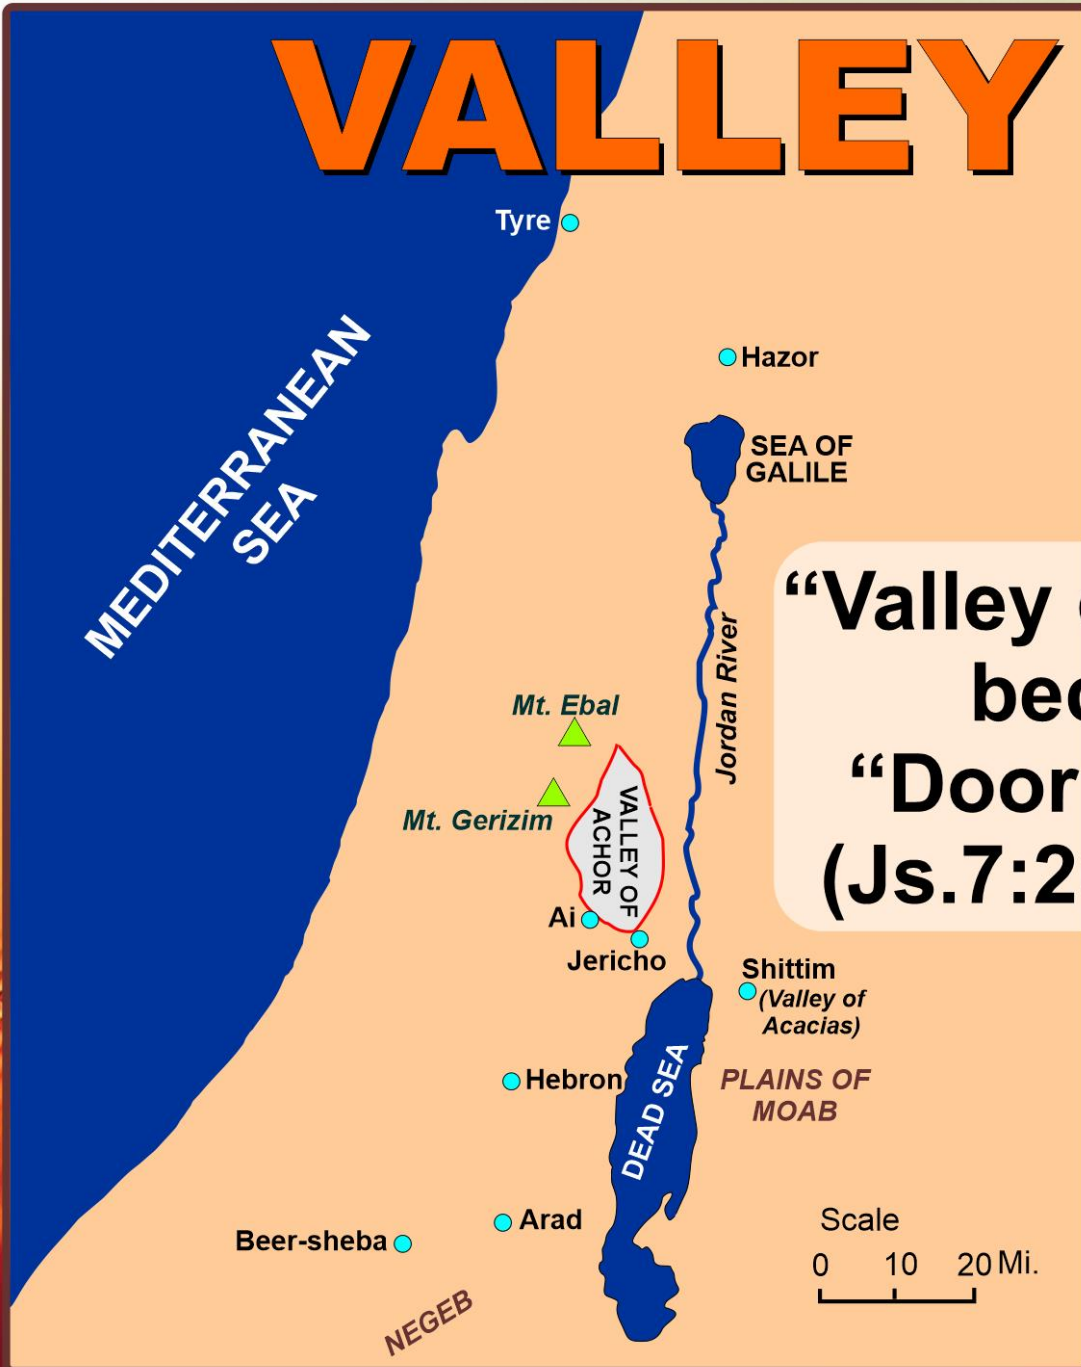 VALLEY
Tyre
MEDITERRANEAN
SEA
Hazor
SEA OF
GALILE
“Valley
Jordan River
Mt. Ebal
“Door
Mt. Gerizim
VALLEY OF
ACHOR
(Js.7:2
Ai
Jericho
Shittim
(Valley of
Acacias)
Hebron
DEAD SEA
PLAINS OF
MOAB
Arad
Beer-sheba
NEGEB
Scale
0 10 20 Mi.